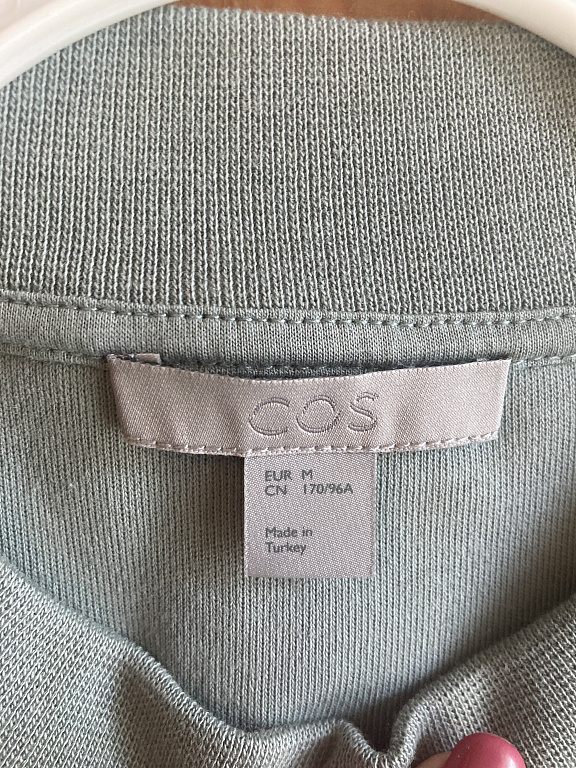 COS
EUR M
CN 170/96A
Made in
Turkey